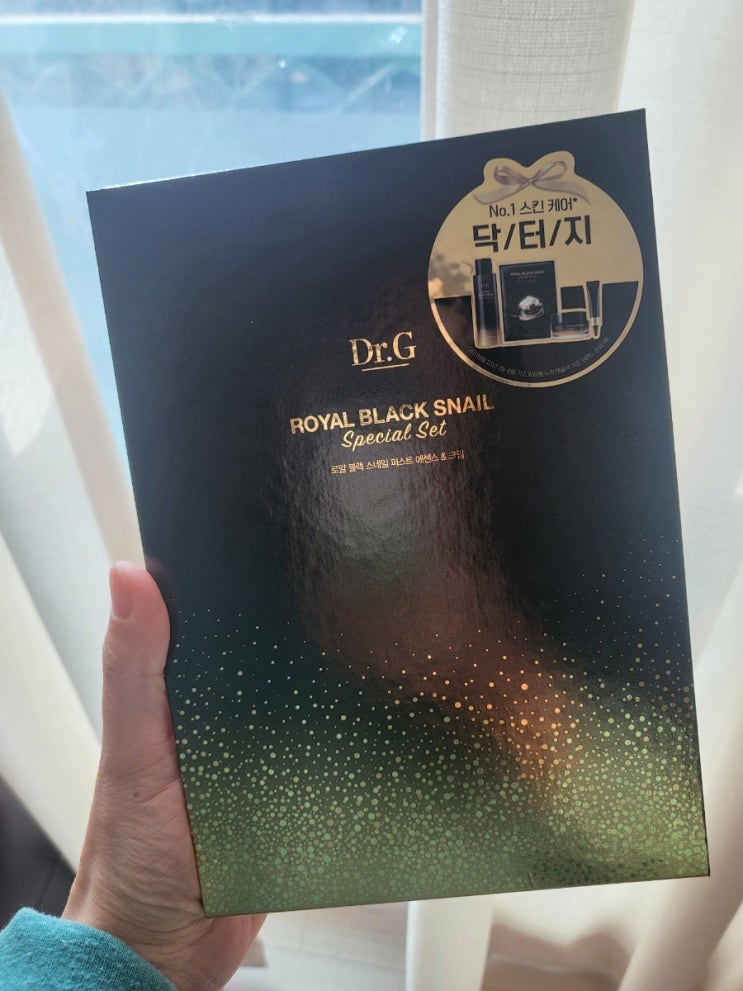 No.1 스킨 케어*
닥/터/지
ROYAL BLACK SNAIL
Dr.G
ROYAL BLACK SNAIL
Special Set
로얄 블랙 스네일 퍼스트 에센스 & 크림